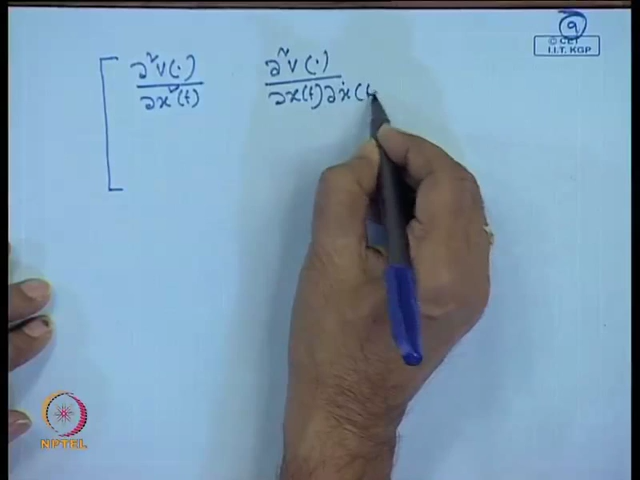 9
© CET
I.I.T. KGP
[ ∂²V(·) / ∂x²(t)    ∂²V(·) / ∂x(t)∂ẋ(t
NPTEL